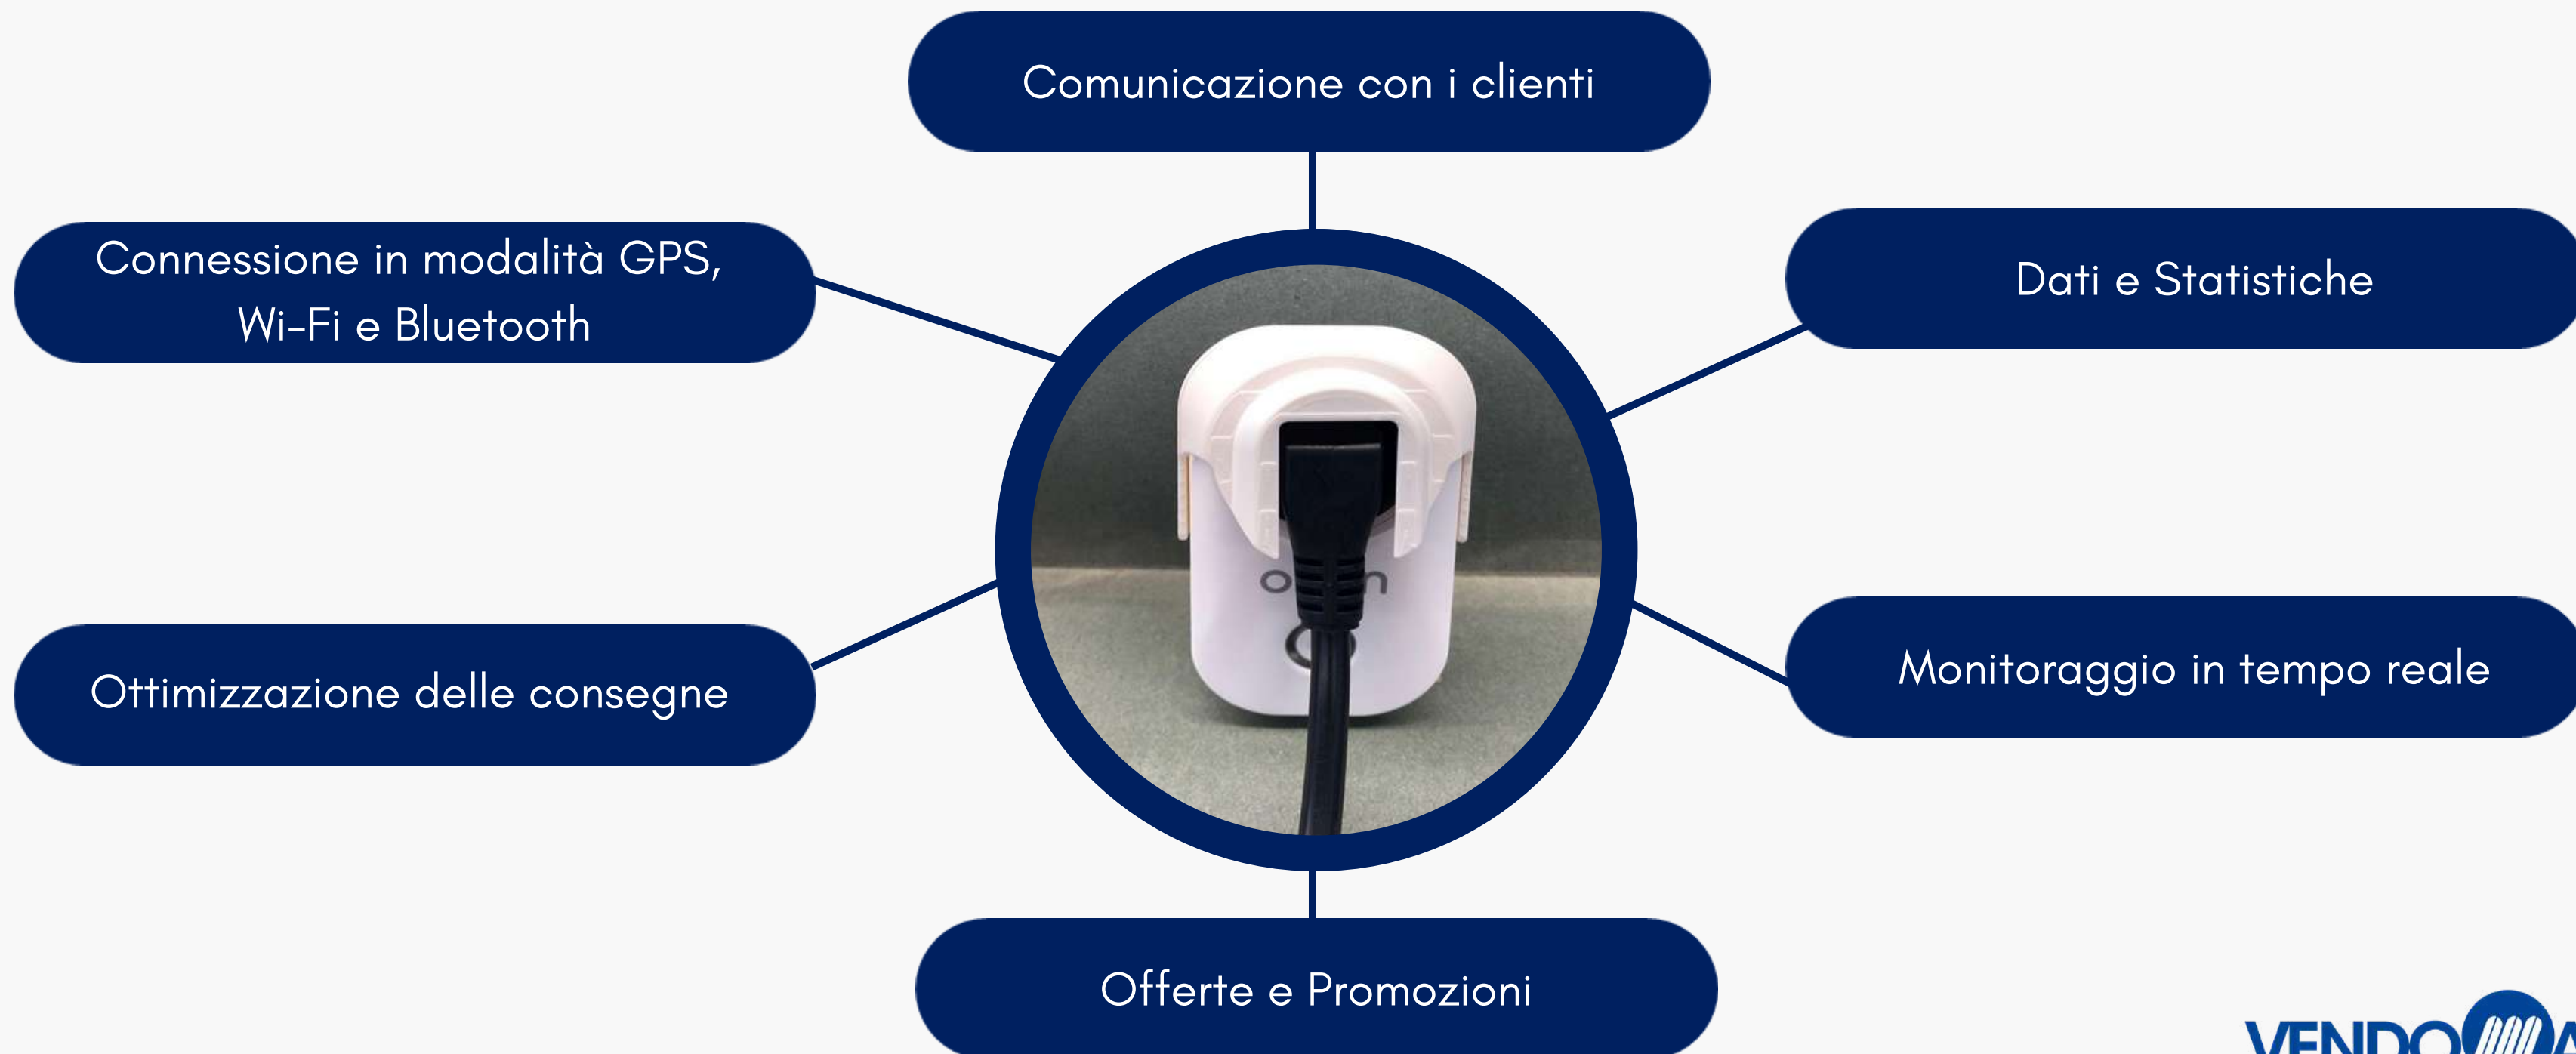 Comunicazione con i clienti
Connessione in modalità GPS,
Wi-Fi e Bluetooth
Dati e Statistiche
Ottimizzazione delle consegne
Monitoraggio in tempo reale
Offerte e Promozioni